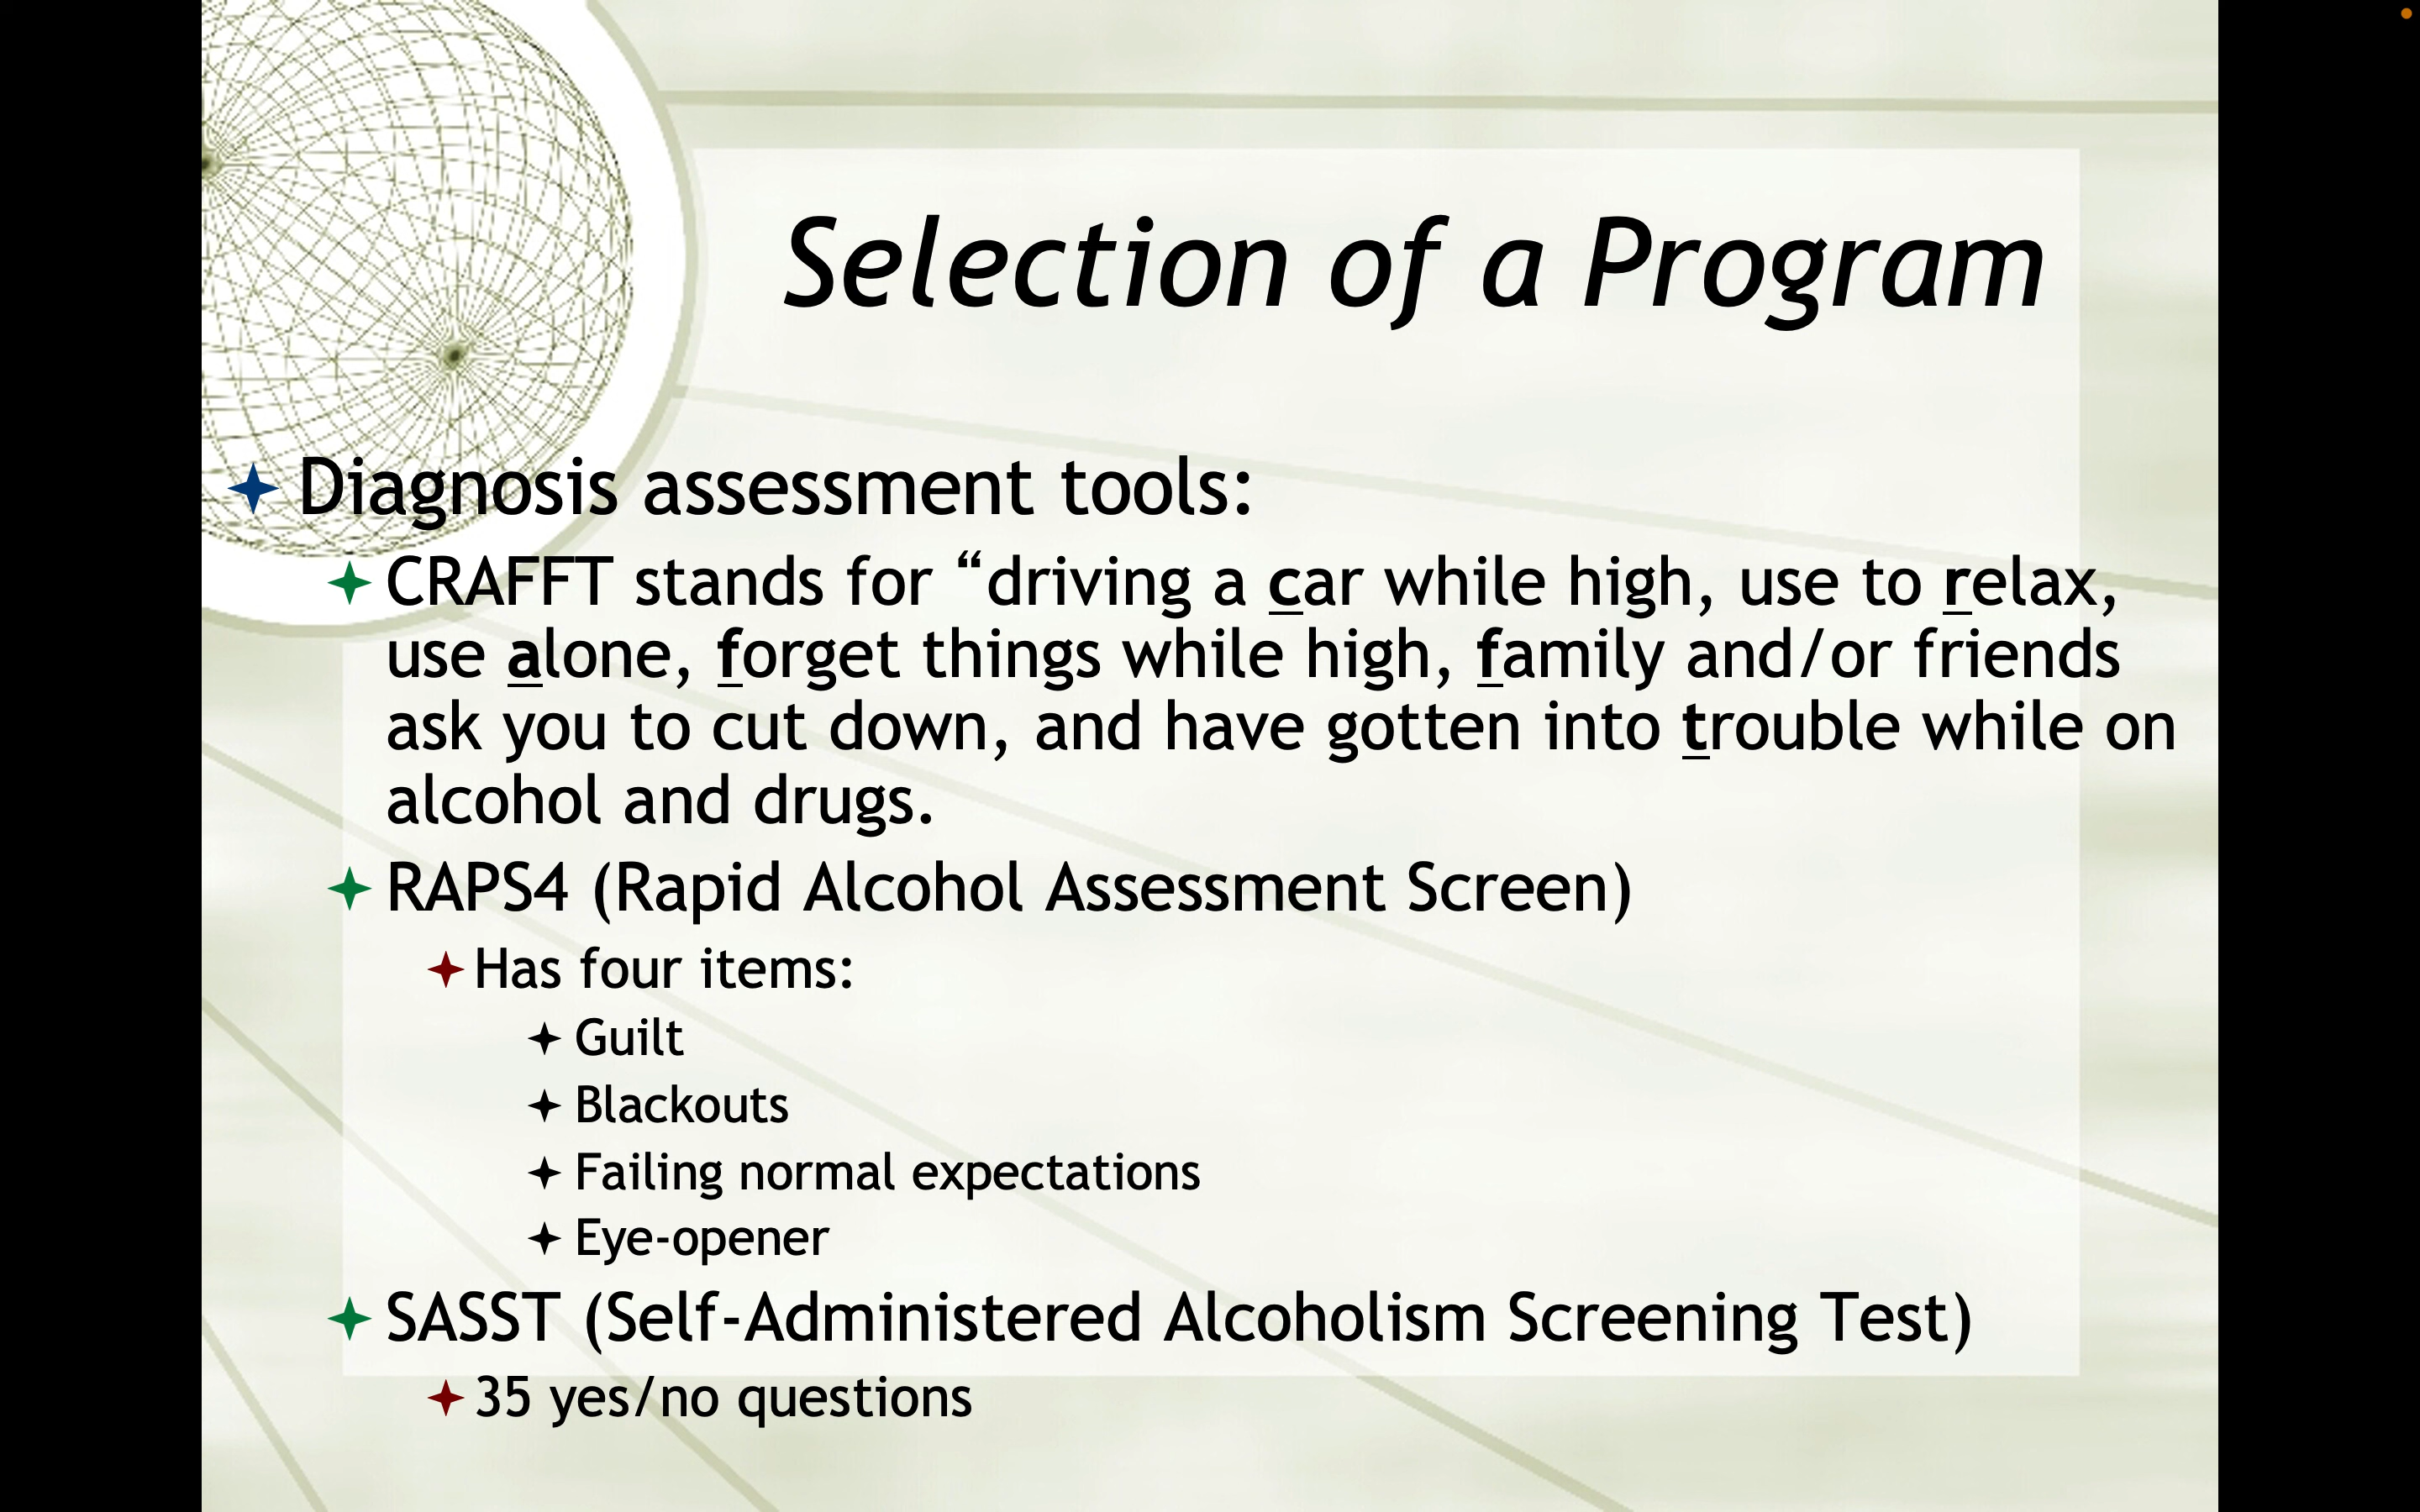 Selection of a Program
Diagnosis assessment tools:
CRAFFT stands for “driving a car while high, use to relax,
use alone, forget things while high, family and/or friends
ask you to cut down, and have gotten into trouble while on
alcohol and drugs.
RAPS4 (Rapid Alcohol Assessment Screen)
Has four items:
Guilt
Blackouts
Failing normal expectations
Eye-opener
SASST (Self-Administered Alcoholism Screening Test)
35 yes/no questions